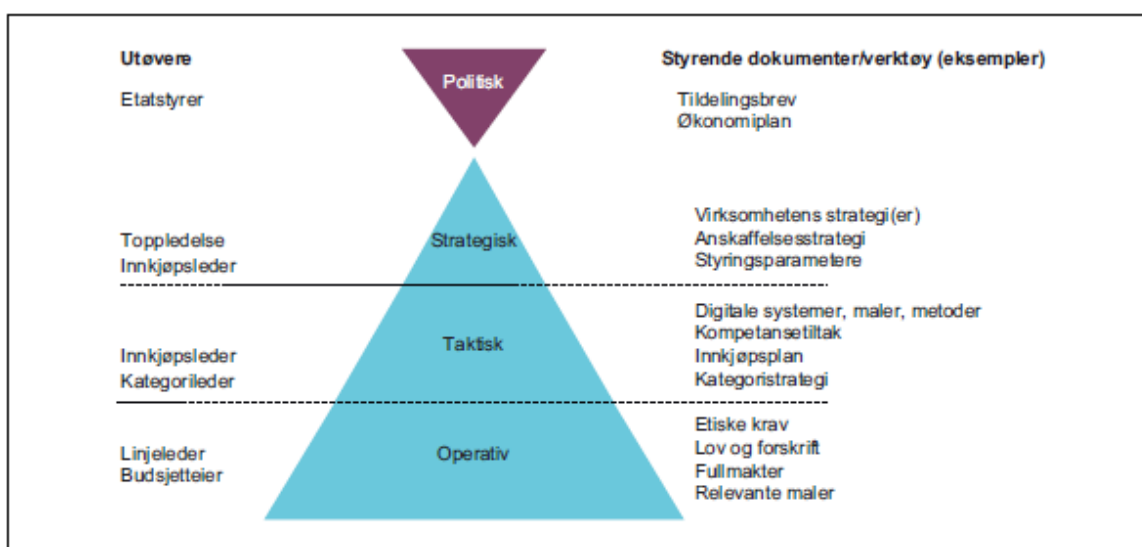 Utøvere
Politisk
Styrende dokumenter/verktøy (eksempler)
Etatstyrer
Tildelingsbrev
Økonomiplan
Toppledelse
Innkjøpsleder
Strategisk
Virksomhetens strategi(er)
Anskaffelsesstrategi
Styringsparametere
Innkjøpsleder
Kategorileder
Taktisk
Digitale systemer, maler, metoder
Kompetansetiltak
Innkjøpsplan
Kategoristrategi
Linjeleder
Budsjetteier
Operativ
Etiske krav
Lov og forskrift
Fullmakter
Relevante maler